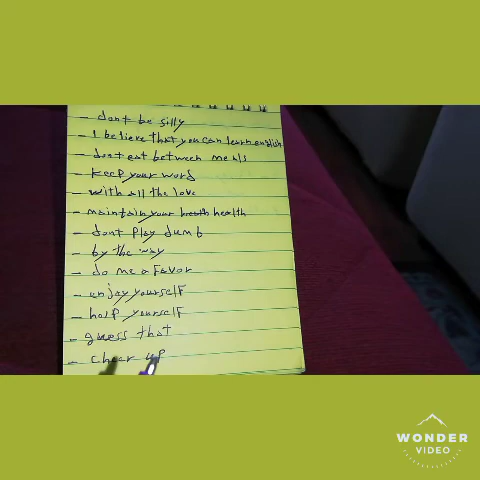 - dont be silly
- I believe that you can learn english
- dont eat between meals
- keep your word
- with all the love
- maintain your health
- dont play dumb
- by the way
- do me a favor
- enjoy yourself
- help yourself
- guess that
- cheer up
WONDER
VIDEO